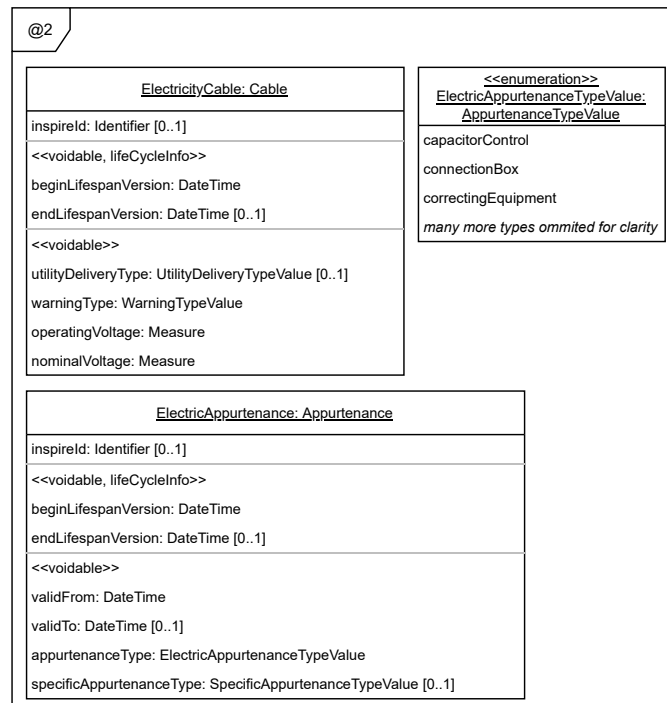 @2
ElectricityCable: Cable
inspireId: Identifier [0..1]
<<voidable, lifeCycleInfo>>
beginLifespanVersion: DateTime
endLifespanVersion: DateTime [0..1]
<<voidable>>
utilityDeliveryType: UtilityDeliveryTypeValue [0..1]
warningType: WarningTypeValue
operatingVoltage: Measure
nominalVoltage: Measure
<<enumeration>>
ElectricAppurtenanceTypeValue:
AppurtenanceTypeValue
capacitorControl
connectionBox
correctingEquipment
many more types ommited for clarity
ElectricAppurtenance: Appurtenance
inspireId: Identifier [0..1]
<<voidable, lifeCycleInfo>>
beginLifespanVersion: DateTime
endLifespanVersion: DateTime [0..1]
<<voidable>>
validFrom: DateTime
validTo: DateTime [0..1]
appurtenanceType: ElectricAppurtenanceTypeValue
specificAppurtenanceType: SpecificAppurtenanceTypeValue [0..1]